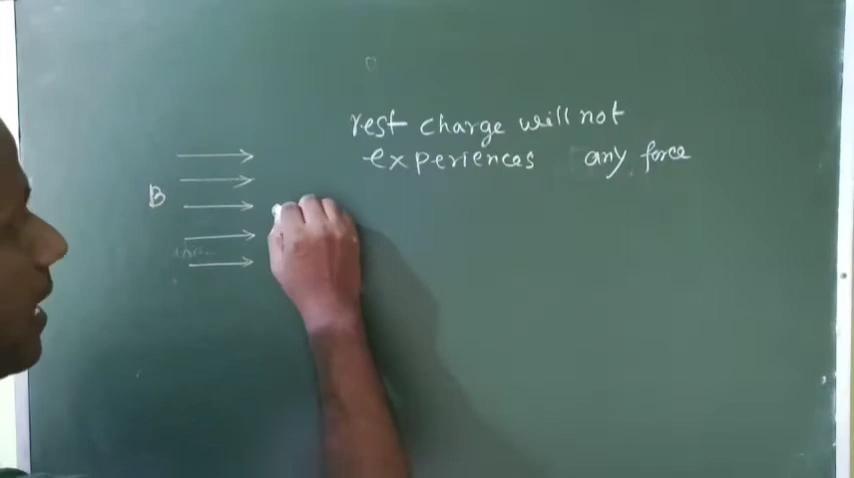 rest charge will not
experiences any force
B